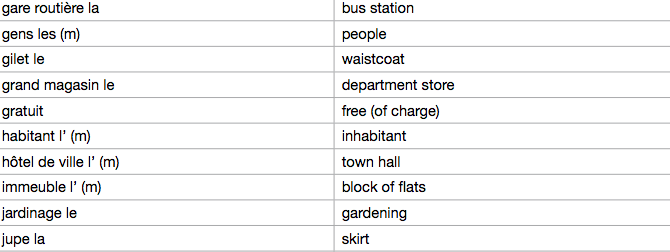 gare routière la bus station
gens les (m) people
gilet le waistcoat
grand magasin le department store
gratuit free (of charge)
habitant l’ (m) inhabitant
hôtel de ville l’ (m) town hall
immeuble l’ (m) block of flats
jardinage le gardening
jupe la skirt